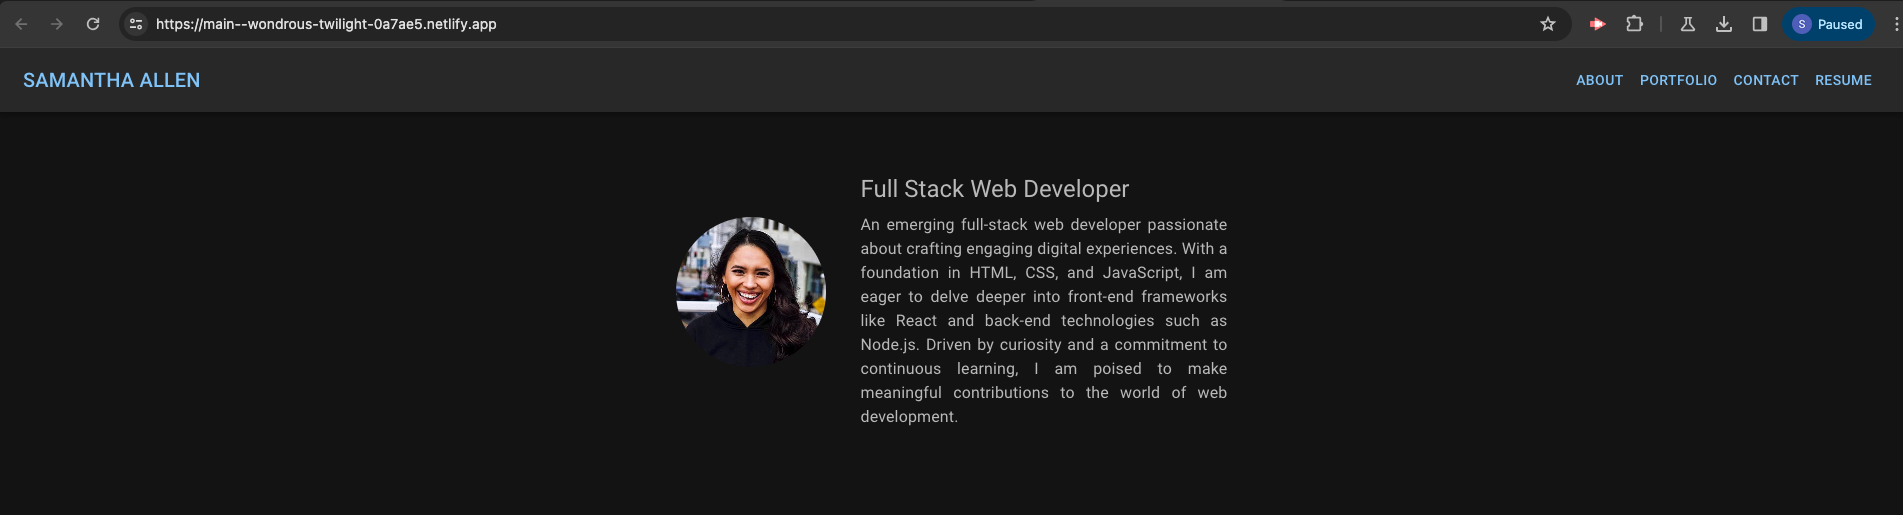 https://main--wondrous-twilight-0a7ae5.netlify.app
S Paused
SAMANTHA ALLEN
ABOUT PORTFOLIO CONTACT RESUME
Full Stack Web Developer
An emerging full-stack web developer passionate
about crafting engaging digital experiences. With a
foundation in HTML, CSS, and JavaScript, I am
eager to delve deeper into front-end frameworks
like React and back-end technologies such as
Node.js. Driven by curiosity and a commitment to
continuous learning, I am poised to make
meaningful contributions to the world of web
development.